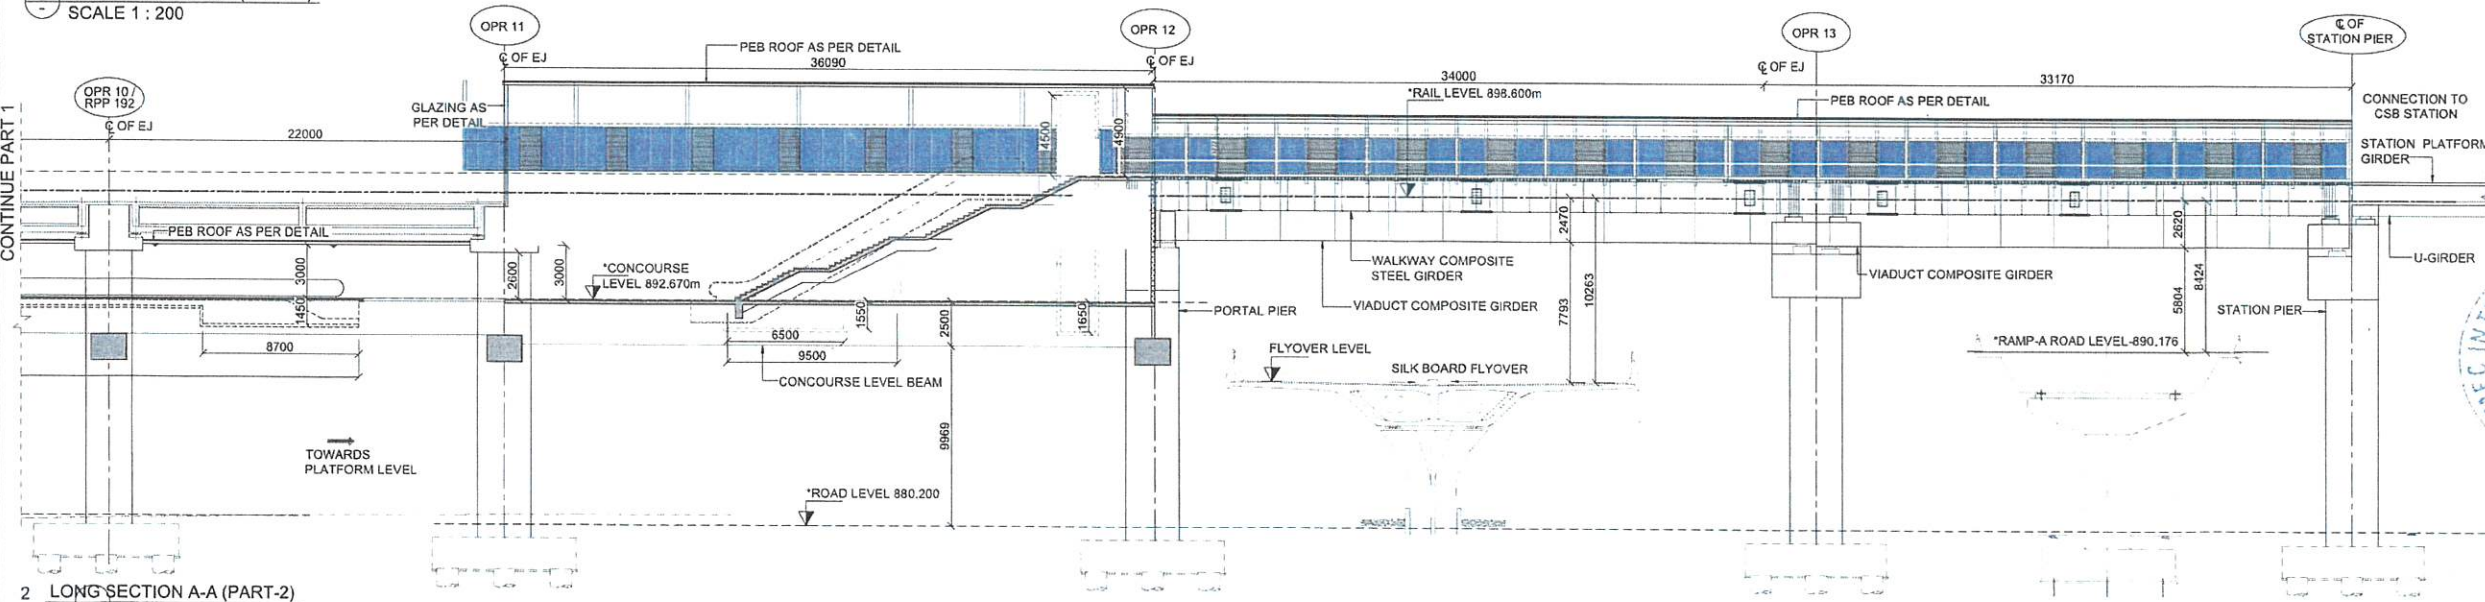 -
SCALE 1 : 200
OPR 11
OPR 12
OPR 13
℄ OF
STATION PIER
℄ OF EJ
PEB ROOF AS PER DETAIL
36090
℄ OF EJ
34000
℄ OF EJ
33170
OPR 10 /
RPP 192
℄ OF EJ
22000
GLAZING AS
PER DETAIL
*RAIL LEVEL 898.600m
PEB ROOF AS PER DETAIL
CONNECTION TO
CSB STATION
STATION PLATFORM
GIRDER
CONTINUE PART 1
4500
4900
PEB ROOF AS PER DETAIL
3000
1450
2600
3000
*CONCOURSE
LEVEL 892.670m
2470
10263
7793
WALKWAY COMPOSITE
STEEL GIRDER
VIADUCT COMPOSITE GIRDER
VIADUCT COMPOSITE GIRDER
2620
8424
5804
U-GIRDER
PORTAL PIER
STATION PIER
1550
2500
1650
6500
9500
8700
CONCOURSE LEVEL BEAM
FLYOVER LEVEL
SILK BOARD FLYOVER
*RAMP-A ROAD LEVEL-890.176
9969
TOWARDS
PLATFORM LEVEL
*ROAD LEVEL 880.200
2 LONG SECTION A-A (PART-2)